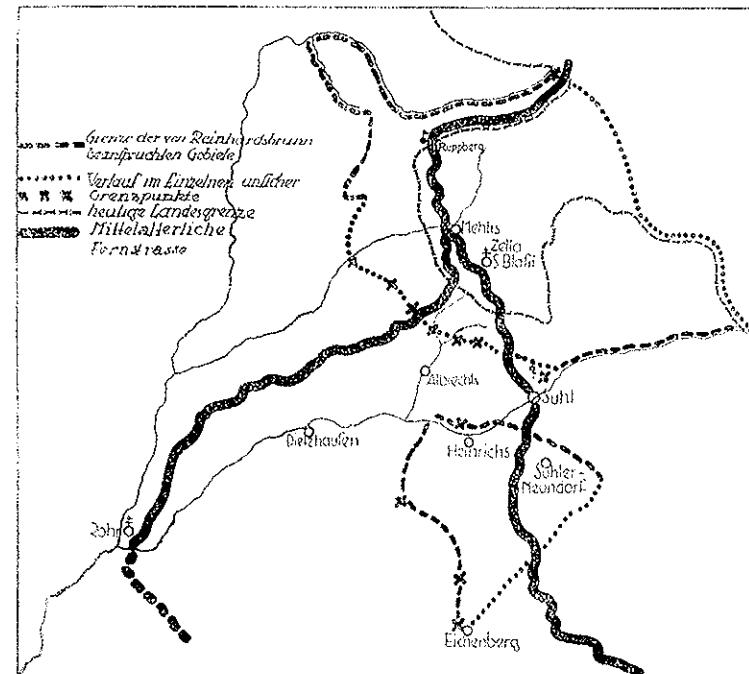 Grenze der von Reinhardsbrunn
beanspruchten Gebiete
Verlauf im Einzelnen unsicher
Grenzpunkte
heutige Landesgrenze
Mittelalterliche
Fernstrasse
Ruppberg
Mehlis
Zella
S. Blasii
Albrechts
Suhl
Dietzhausen
Heinrichs
Suhler-
Neundorf
Rohr
Eichenberg